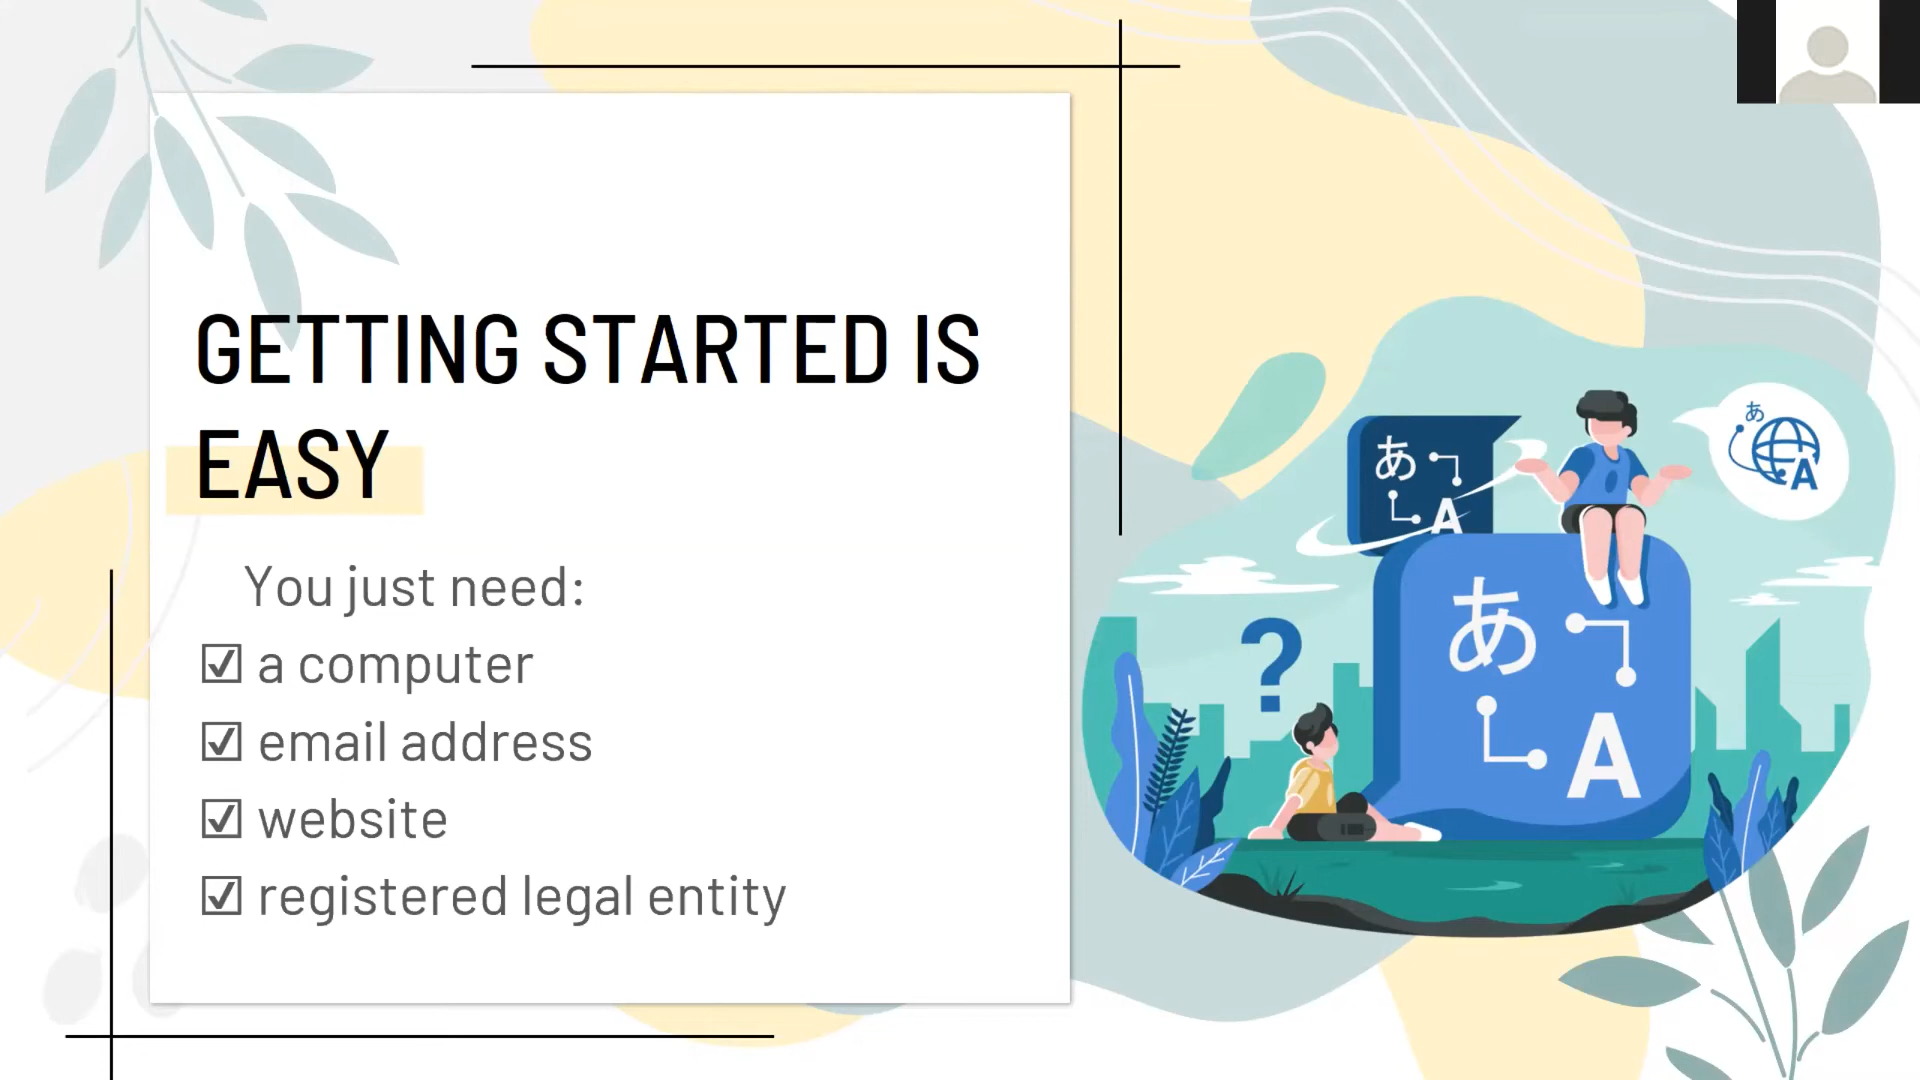 GETTING STARTED IS
EASY
You just need:
☑ a computer
☑ email address
☑ website
☑ registered legal entity
あ
A
あ
A
あ
A
?